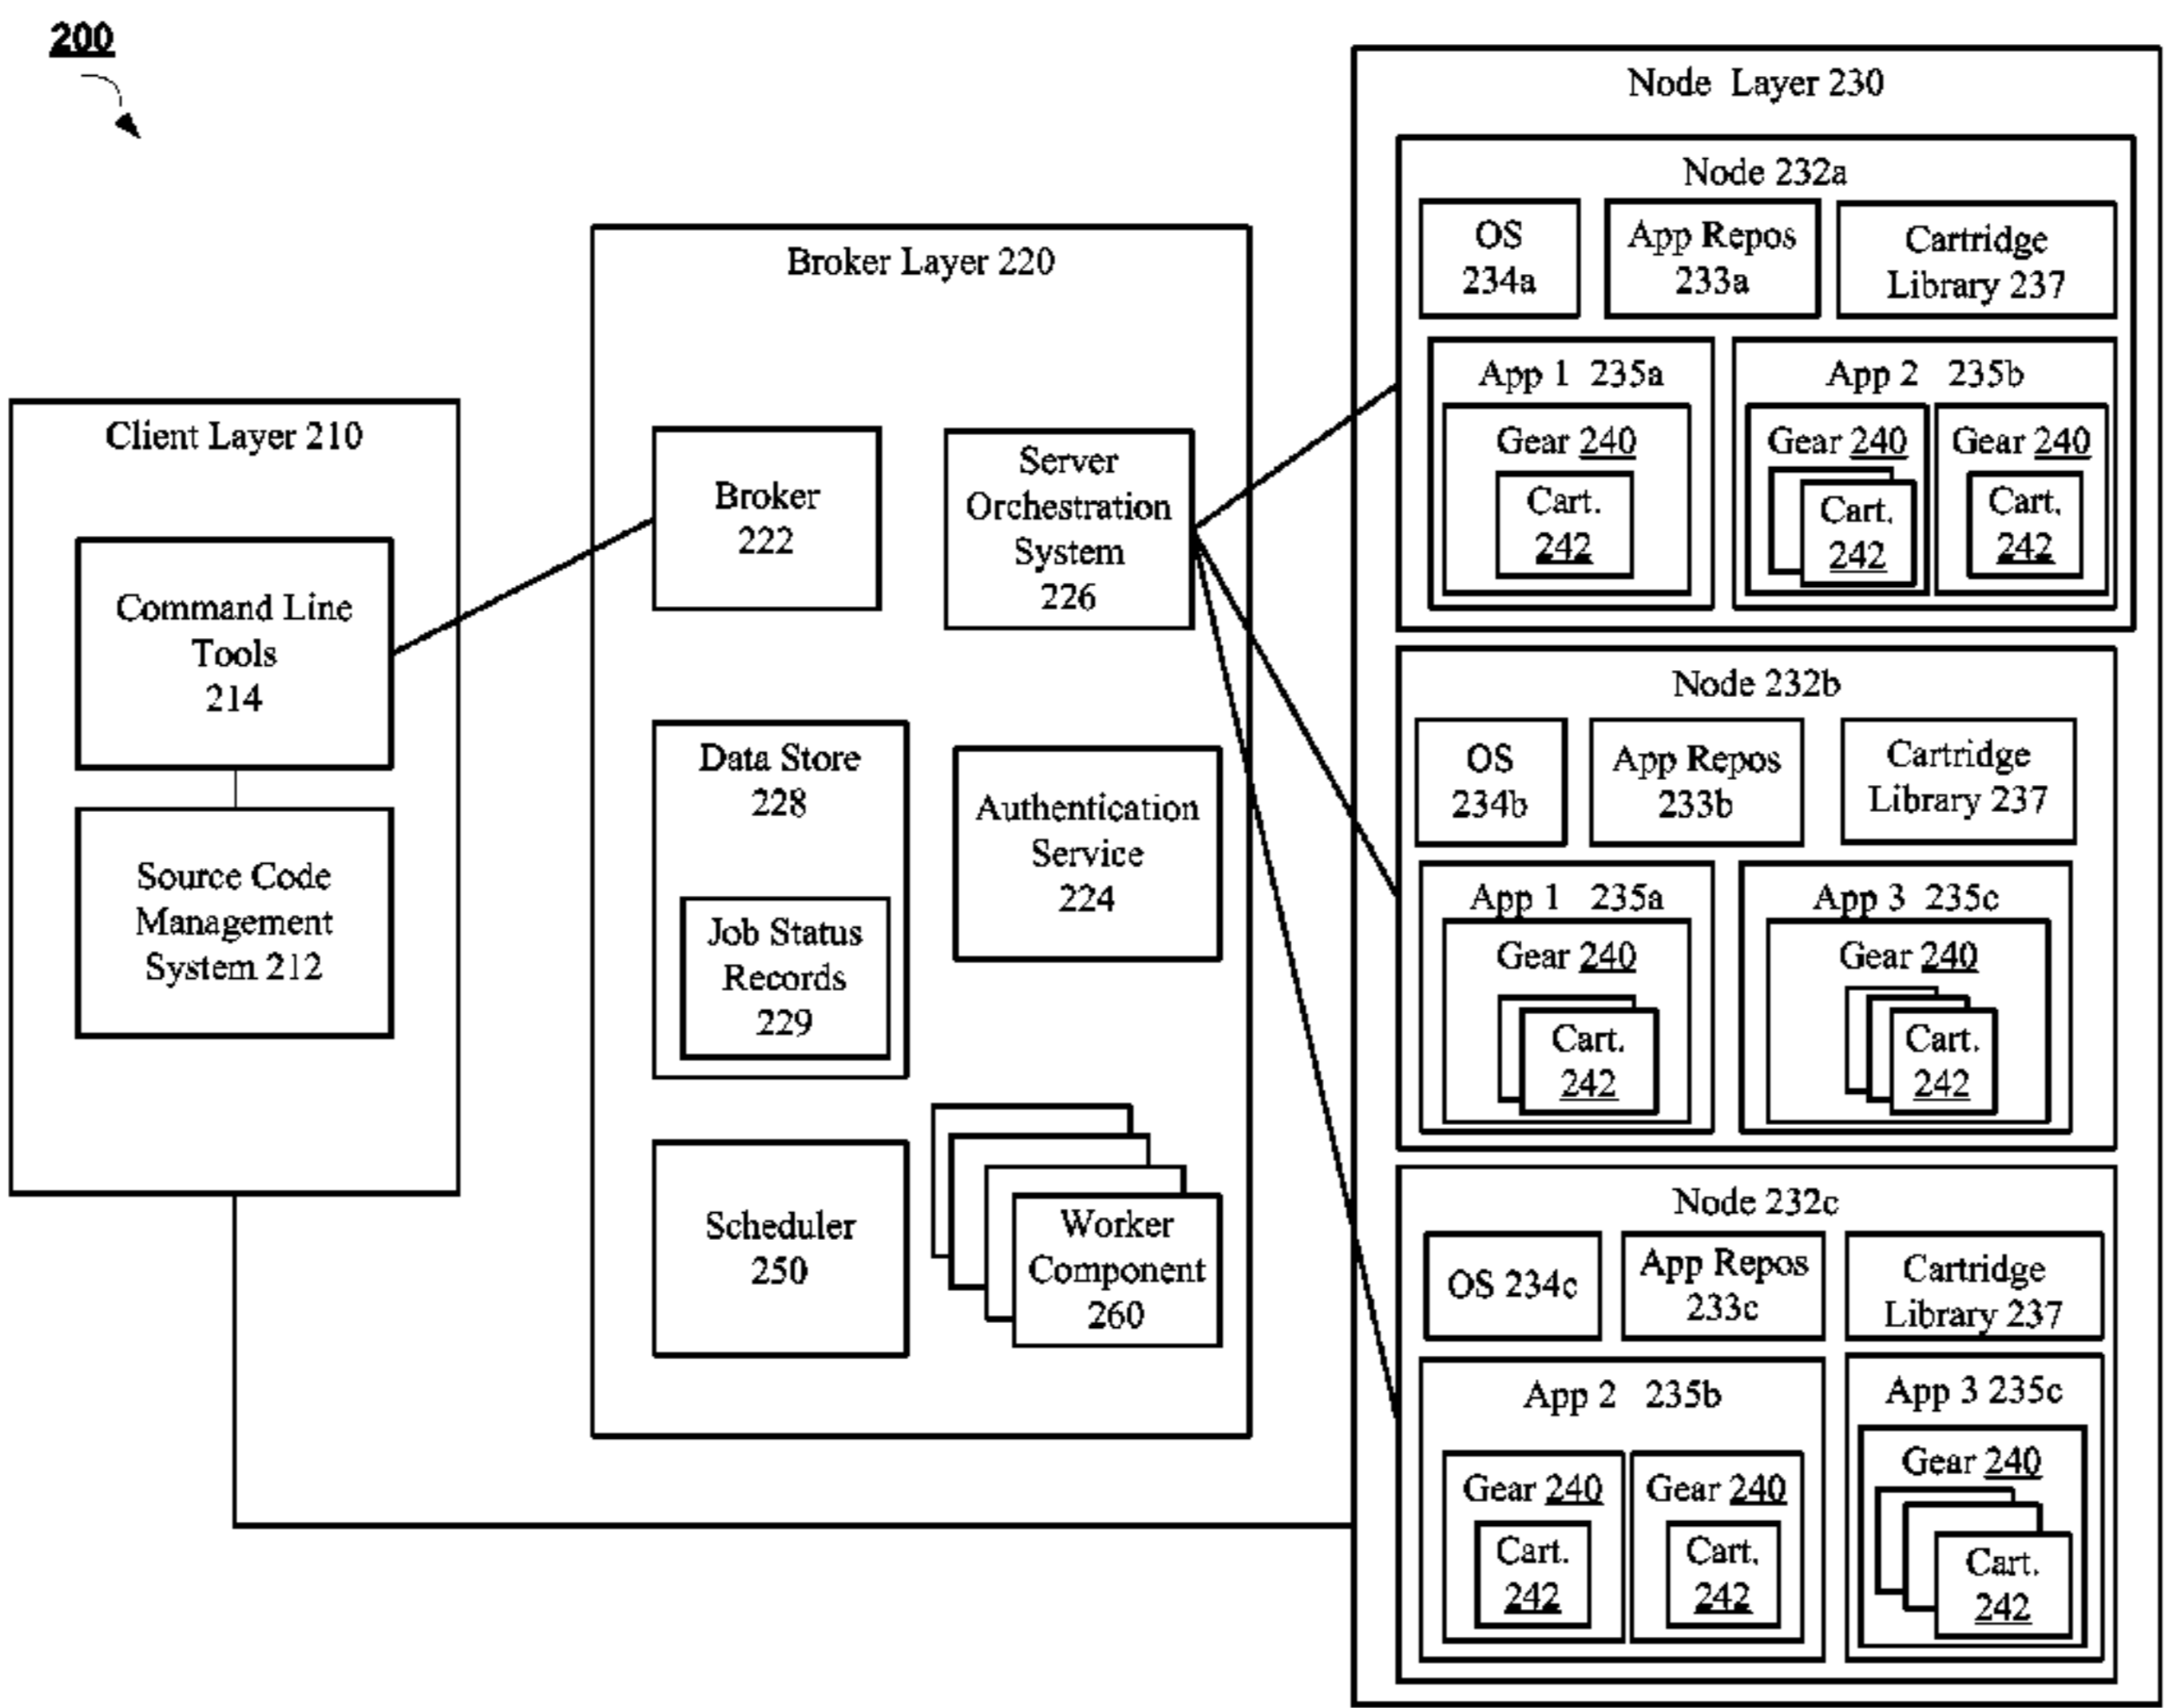 200
Client Layer 210
Command Line
Tools
214
Source Code
Management
System 212
Broker Layer 220
Broker
222
Server
Orchestration
System
226
Data Store
228
Job Status
Records
229
Authentication
Service
224
Scheduler
250
Worker
Component
260
Node Layer 230
Node 232a
OS
234a
App Repos
233a
Cartridge
Library 237
App 1 235a
Gear 240
Cart.
242
App 2 235b
Gear 240
Cart.
242
Gear 240
Cart.
242
Node 232b
OS
234b
App Repos
233b
Cartridge
Library 237
App 1 235a
Gear 240
Cart.
242
App 3 235c
Gear 240
Cart.
242
Node 232c
OS 234c
App Repos
233c
Cartridge
Library 237
App 2 235b
Gear 240
Cart.
242
Gear 240
Cart.
242
App 3 235c
Gear 240
Cart.
242